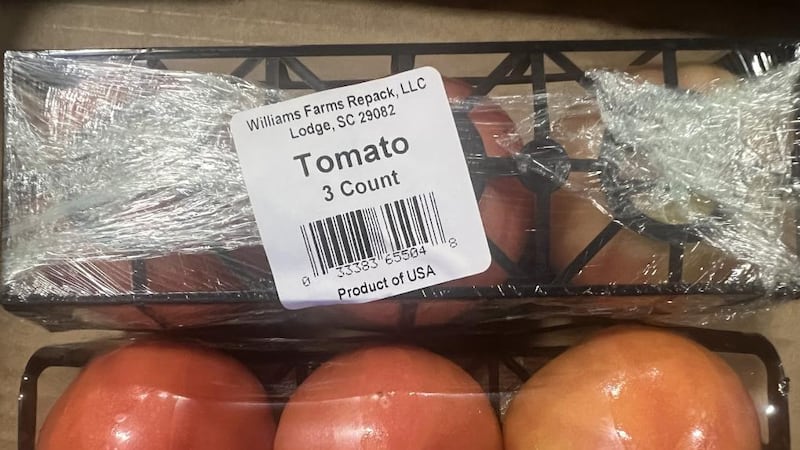 Williams Farms Repack, LLC
Lodge, SC 29082
Tomato
3 Count
0 33383 65504 8
Product of USA